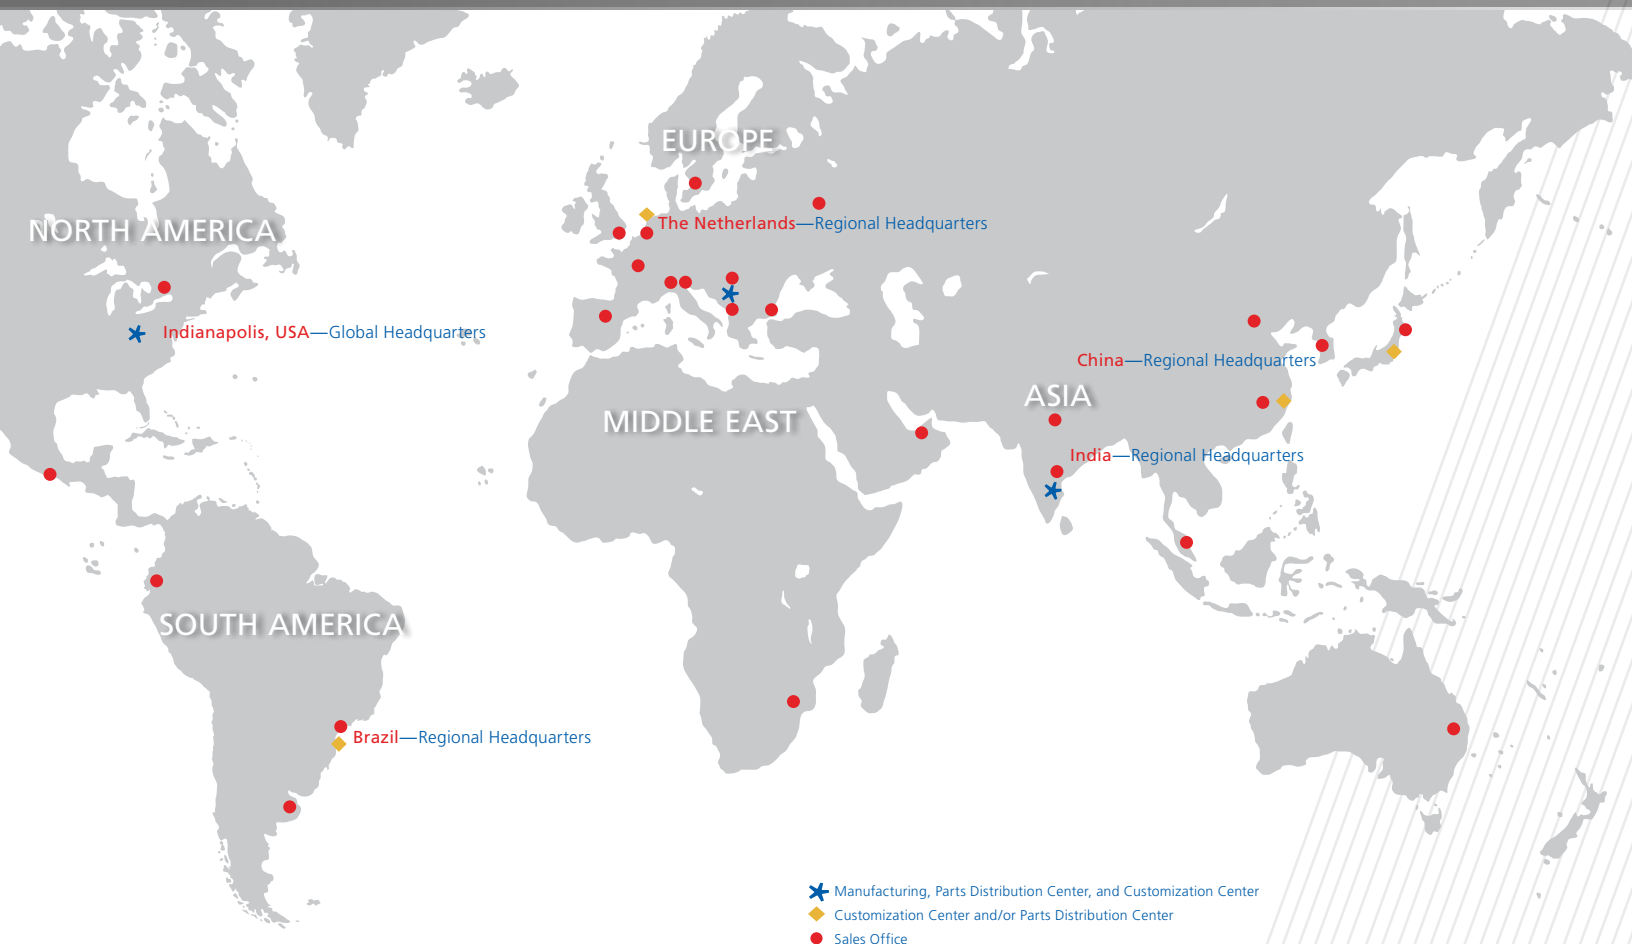 EUROPE
NORTH AMERICA
The Netherlands—Regional Headquarters
Indianapolis, USA—Global Headquarters
China—Regional Headquarters
ASIA
MIDDLE EAST
India—Regional Headquarters
SOUTH AMERICA
Brazil—Regional Headquarters
Manufacturing, Parts Distribution Center, and Customization Center
Customization Center and/or Parts Distribution Center
Sales Office